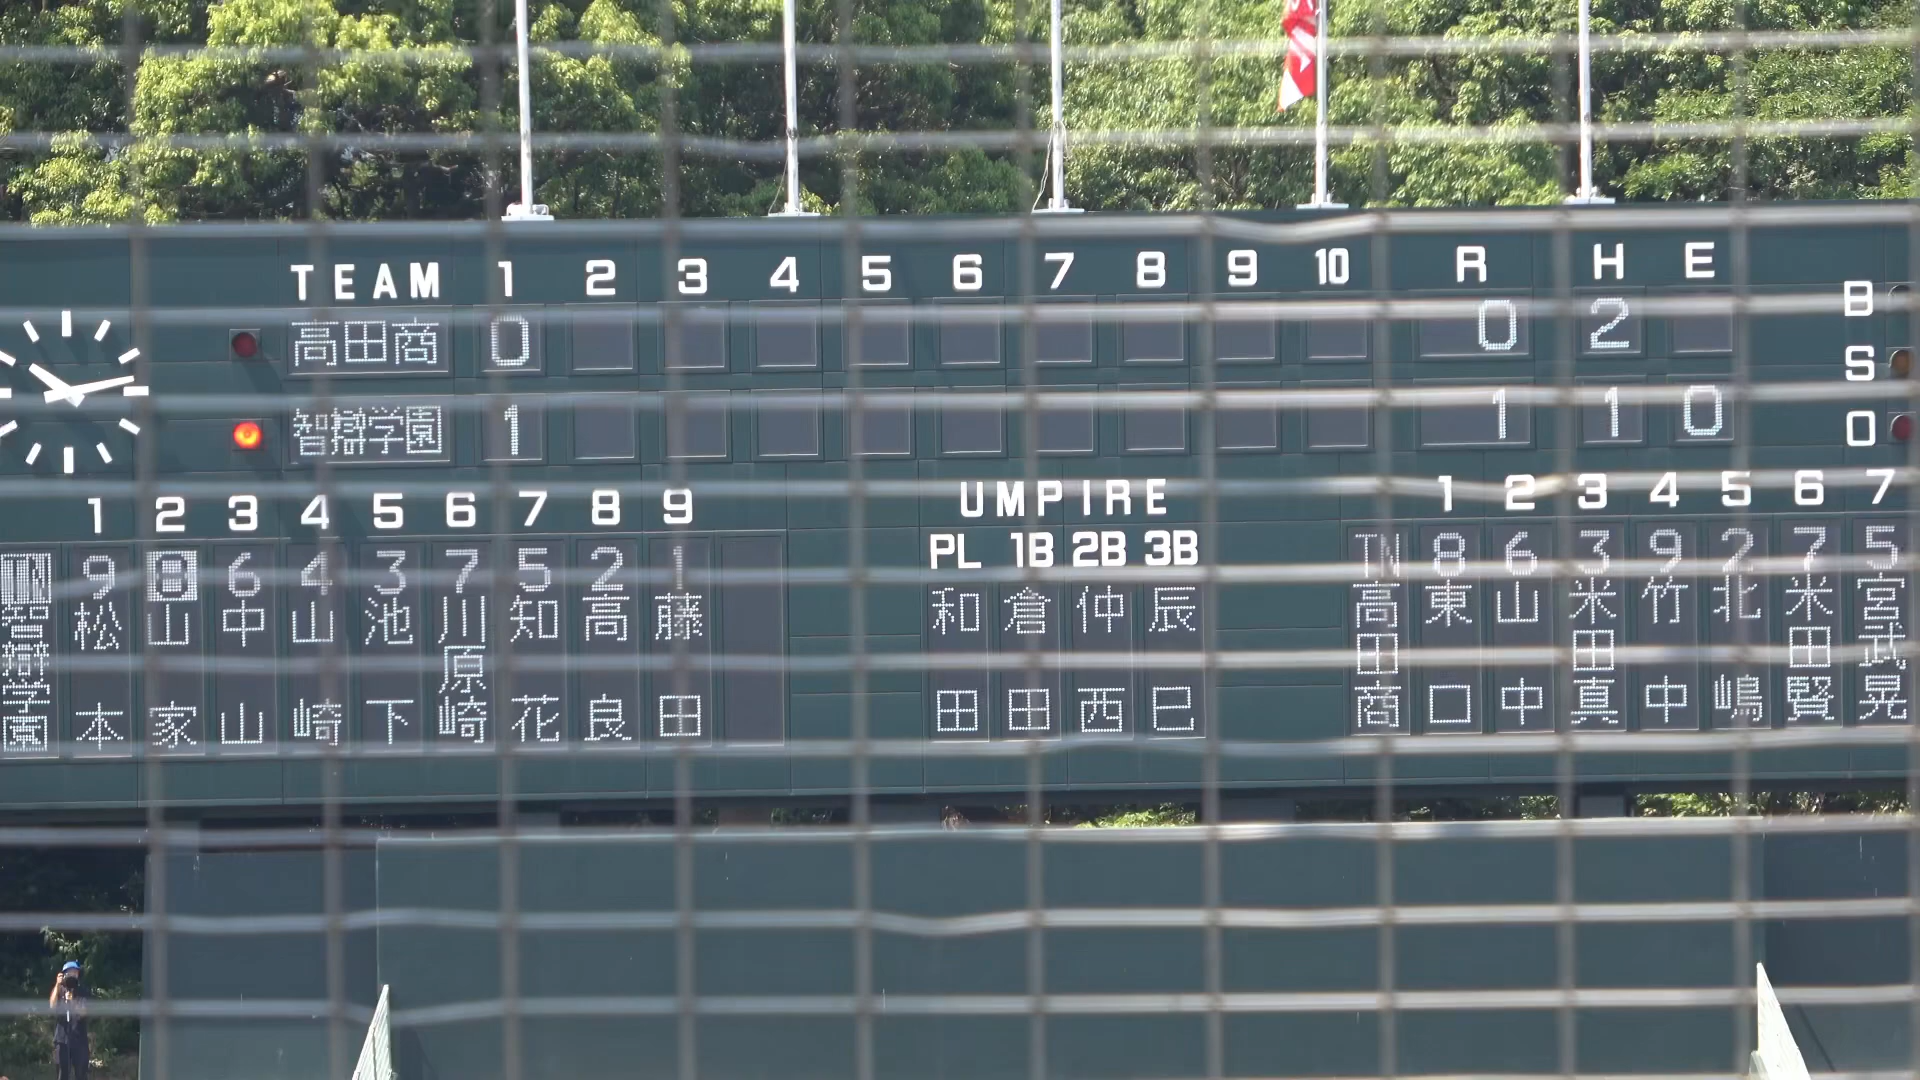 TEAM 1 2 3 4 5 6 7 8 9 10 R H E
高田商 0 0 2
智辯学園 1 1 1 0
B
S
O
1 2 3 4 5 6 7 8 9
9 8 6 4 3 7 5 2 1
智辯学園
松本
山家
中山
山崎
池下
川原崎
知花
高良
藤田
UMPIRE
PL 1B 2B 3B
和田
倉田
仲西
辰巳
1 2 3 4 5 6 7
8 6 3 9 2 7 5
高田商
東口
山中
米田真
竹中
北嶋
米田賢
宮武晃